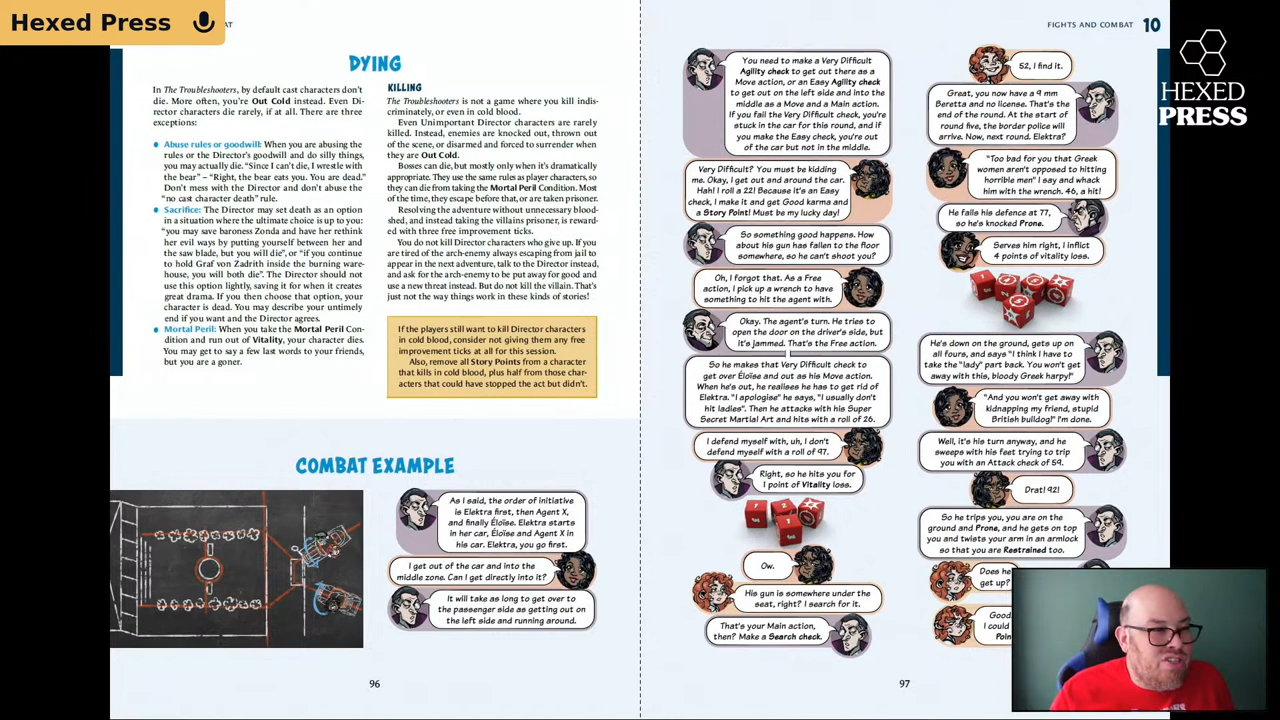 Hexed Press
AT
DYING
In The Troubleshooters, by default cast characters don't
die. More often, you're Out Cold instead. Even Di-
rector characters die rarely, if at all. There are three
exceptions:
Abuse rules or goodwill: When you are abusing the
rules or the Director's goodwill and do silly things,
you may actually die. “Since I can't die, I wrestle with
the bear” – “Right, the bear eats you. You are dead.”
Don't mess with the Director and don't abuse the
“no cast character death” rule.
Sacrifice: The Director may set death as an option
in a situation where the ultimate choice is up to you:
“you may save baroness Zonda and have her rethink
her evil ways by putting yourself between her and
the saw blade, but you will die”, or “if you continue
to hold Graf von Zadrith inside the burning ware-
house, you will both die”. The Director should not
use this option lightly, saving it for when it creates
great drama. If you then choose that option, your
character is dead. You may describe your untimely
end if you want and the Director agrees.
Mortal Peril: When you take the Mortal Peril Con-
dition and run out of Vitality, your character dies.
You may get to say a few last words to your friends,
but you are a goner.
KILLING
The Troubleshooters is not a game where you kill indis-
criminately, or even in cold blood.
Even Unimportant Director characters are rarely
killed. Instead, enemies are knocked out, thrown out
of the scene, or disarmed and forced to surrender when
they are Out Cold.
Bosses can die, but mostly only when it's dramatically
appropriate. They use the same rules as player characters, so
they can die from taking the Mortal Peril Condition. Most
of the time, they escape before that, or are taken prisoner.
Resolving the adventure without unnecessary blood-
shed, and instead taking the villains prisoner, is reward-
ed with three free improvement ticks.
You do not kill Director characters who give up. If you
are tired of the arch-enemy always escaping from jail to
appear in the next adventure, talk to the Director instead,
and ask for the arch-enemy to be put away for good and
use a new threat instead. But do not kill the villain. That's
just not the way things work in these kinds of stories!
If the players still want to kill Director characters
in cold blood, consider not giving them any free
improvement ticks at all for this session.
Also, remove all Story Points from a character
that kills in cold blood, plus half from those char-
acters that could have stopped the act but didn't.
COMBAT EXAMPLE
As I said, the order of initiative
is Elektra first, then Agent X,
and finally Éloïse. Elektra starts
in her car, Éloïse and Agent X in
his car. Elektra, you go first.
I get out of the car and into the
middle zone. Can I get directly into it?
It will take as long to get over to
the passenger side as getting out on
the left side and running around.
96
FIGHTS AND COMBAT 10
You need to make a Very Difficult
Agility check to get out there as a
Move action, or an Easy Agility check
to get out on the left side and into the
middle as a Move and a Main action.
If you fail the Very Difficult check, you're
stuck in the car for this round, and if
you make the Easy check, you're out
of the car but not in the middle.
Very Difficult? You must be kidding
me. Okay, I get out and around the car.
Hah! I roll a 22! Because it's an Easy
check, I make it and get Good karma and
a Story Point! Must be my lucky day!
So something good happens. How
about his gun has fallen to the floor
somewhere, so he can't shoot you?
Oh, I forgot that. As a Free
action, I pick up a wrench to have
something to hit the agent with.
Okay. The agent's turn. He tries to
open the door on the driver's side, but
it's jammed. That's the Free action.
So he makes that Very Difficult check to
get over Éloïse and out as his Move action.
When he's out, he realises he has to get rid of
Elektra. “I apologise” he says, “I usually don't
hit ladies”. Then he attacks with his Super
Secret Martial Art and hits with a roll of 26.
I defend myself with, uh, I don't
defend myself with a roll of 97.
Right, so he hits you for
1 point of Vitality loss.
Ow.
His gun is somewhere under the
seat, right? I search for it.
That's your Main action,
then? Make a Search check.
52, I find it.
Great, you now have a 9 mm
Beretta and no license. That's the
end of round four. At the start of
round five, the border police will
arrive. Now, next round. Elektra?
“Too bad for you that Greek
women aren't opposed to hitting
horrible men” I say and whack
him with the wrench. 46, a hit!
He fails his defence at 77,
so he's knocked Prone.
Serves him right, I inflict
4 points of vitality loss.
He's down on the ground, gets up on
all fours, and says “I think I have to
take the “lady” part back. You won't get
away with this, bloody Greek harpy!”
“And you won't get away with
kidnapping my friend, stupid
British bulldog!” I'm done.
Well, it's his turn anyway, and he
sweeps with his feet trying to trip
you with an Attack check of 59.
Drat! 92!
So he trips you, you are on the
ground and Prone, and he gets on top
you and twists your arm in an armlock
so that you are Restrained too.
Does he
get up?
Good
I could
Poin
97
HEXED
PRESS